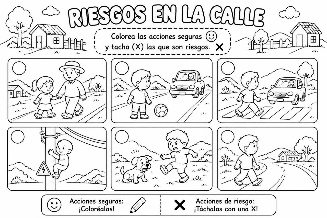 RIESGOS EN LA CALLE
Colorea las acciones seguras
y tacha (X) las que son riesgos.
Acciones seguras:
¡Coloréalas!
Acciones de riesgo:
¡Táchalas con una X!